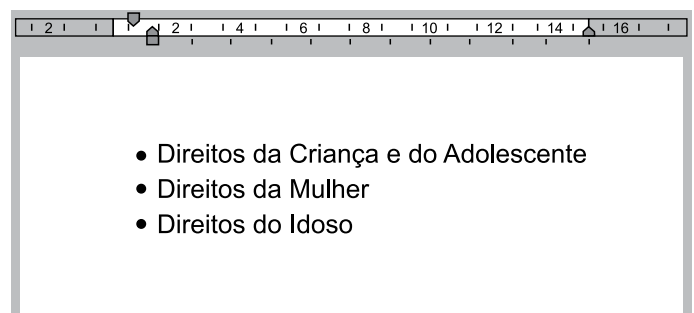 2 2 4 6 8 10 12 14 16
• Direitos da Criança e do Adolescente
• Direitos da Mulher
• Direitos do Idoso